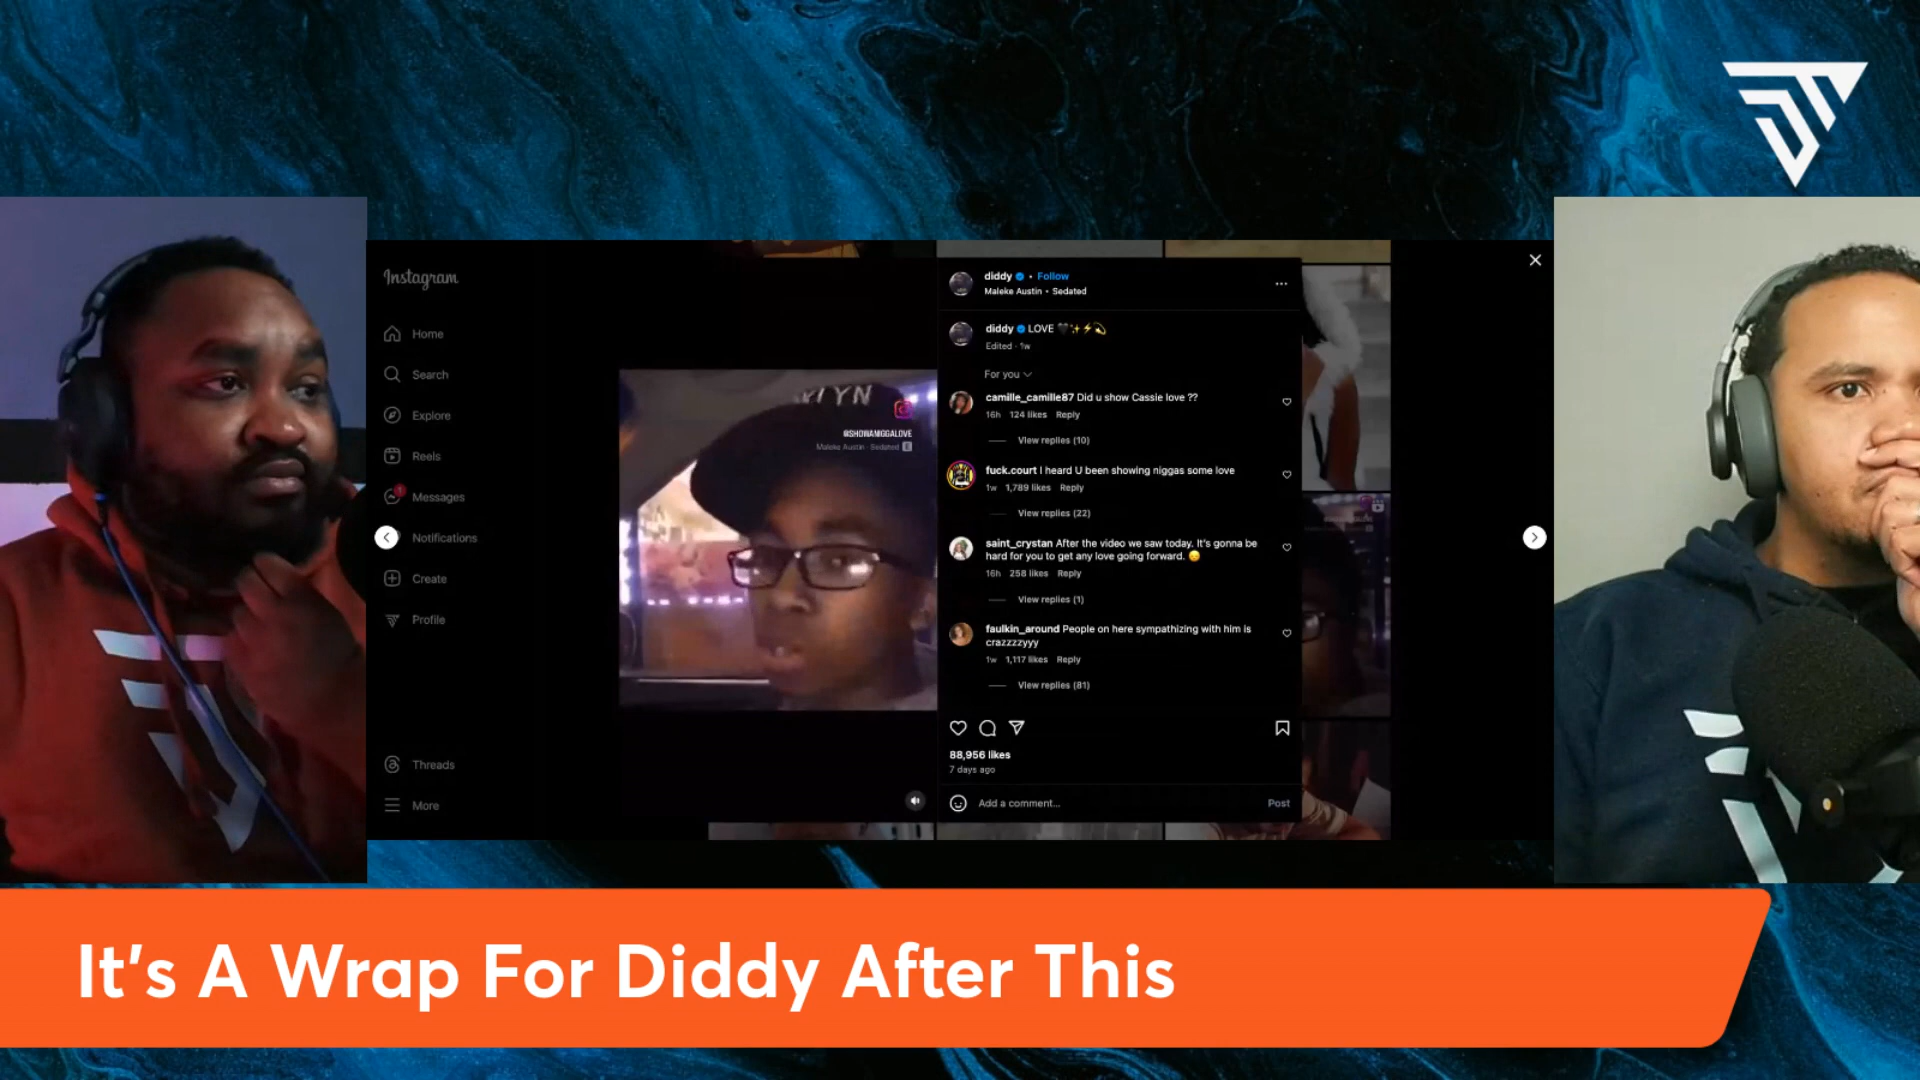 Instagram
Home
Search
Explore
Reels
Messages
1
Notifications
Create
Profile
Threads
More
@SHOWANIGGALOVE
Maleke Austin · Sedated E
diddy • Follow
Maleke Austin • Sedated
diddy LOVE 🖤✨⚡💫
Edited · 1w
For you
camille_camille87 Did u show Cassie love ??
16h 124 likes Reply
View replies (10)
fuck.court I heard U been showing niggas some love
1w 1,789 likes Reply
View replies (22)
saint_crystan After the video we saw today. It's gonna be
hard for you to get any love going forward. 😞
16h 258 likes Reply
View replies (1)
faulkin_around People on here sympathizing with him is
crazzzzyyy
1w 1,117 likes Reply
View replies (81)
88,956 likes
7 days ago
Add a comment...
Post
It's A Wrap For Diddy After This